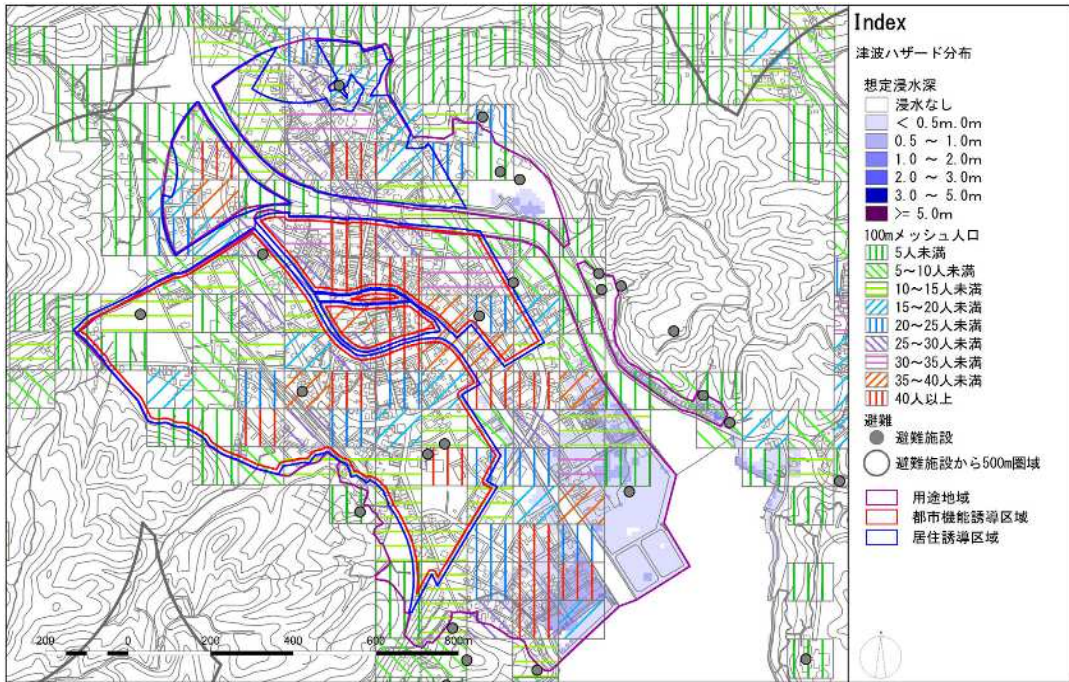 Index
津波ハザード分布
想定浸水深
浸水なし
< 0.5m.0m
0.5 ～ 1.0m
1.0 ～ 2.0m
2.0 ～ 3.0m
3.0 ～ 5.0m
>= 5.0m
100mメッシュ人口
5人未満
5～10人未満
10～15人未満
15～20人未満
20～25人未満
25～30人未満
30～35人未満
35～40人未満
40人以上
避難
避難施設
避難施設から500m圏域
用途地域
都市機能誘導区域
居住誘導区域
200 0 200 400 600 800m